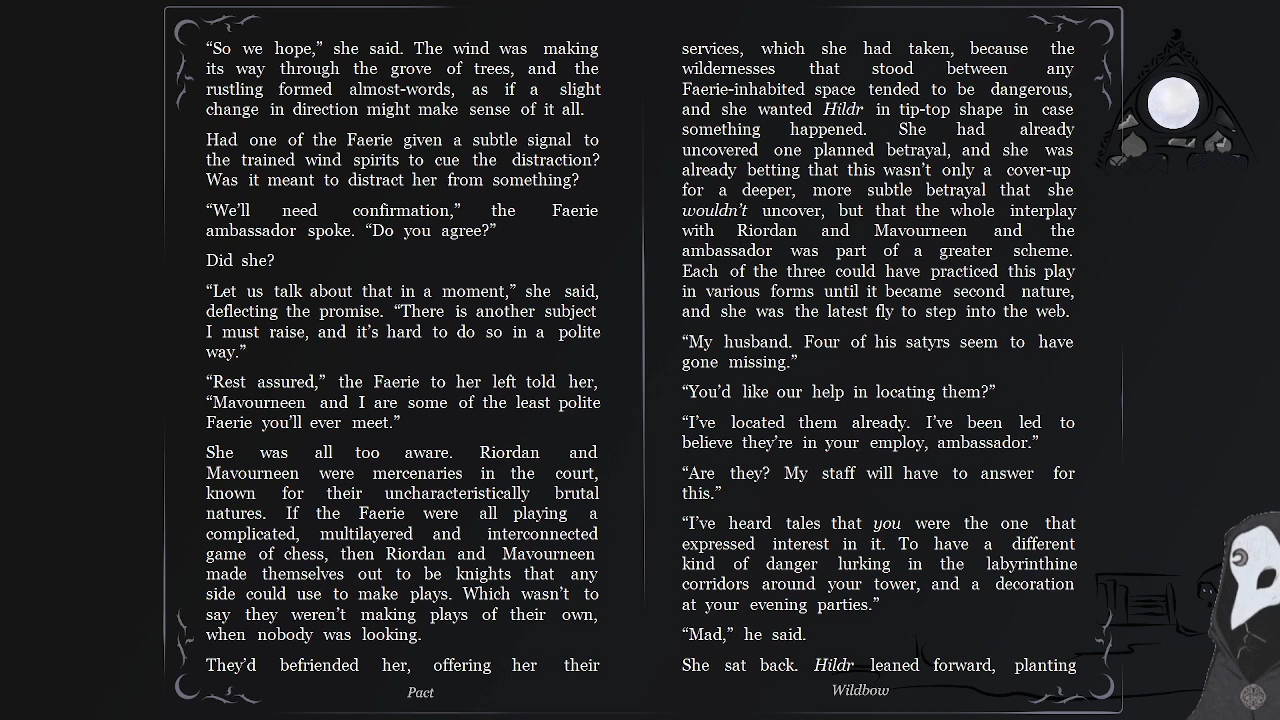 “So we hope,” she said. The wind was making
its way through the grove of trees, and the
rustling formed almost-words, as if a slight
change in direction might make sense of it all.
Had one of the Faerie given a subtle signal to
the trained wind spirits to cue the distraction?
Was it meant to distract her from something?
“We’ll need confirmation,” the Faerie
ambassador spoke. “Do you agree?”
Did she?
“Let us talk about that in a moment,” she said,
deflecting the promise. “There is another subject
I must raise, and it’s hard to do so in a polite
way.”
“Rest assured,” the Faerie to her left told her,
“Mavourneen and I are some of the least polite
Faerie you’ll ever meet.”
She was all too aware. Riordan and
Mavourneen were mercenaries in the court,
known for their uncharacteristically brutal
natures. If the Faerie were all playing a
complicated, multilayered and interconnected
game of chess, then Riordan and Mavourneen
made themselves out to be knights that any
side could use to make plays. Which wasn’t to
say they weren’t making plays of their own,
when nobody was looking.
They’d befriended her, offering her their
Pact
services, which she had taken, because the
wildernesses that stood between any
Faerie-inhabited space tended to be dangerous,
and she wanted Hildr in tip-top shape in case
something happened. She had already
uncovered one planned betrayal, and she was
already betting that this wasn’t only a cover-up
for a deeper, more subtle betrayal that she
wouldn’t uncover, but that the whole interplay
with Riordan and Mavourneen and the
ambassador was part of a greater scheme.
Each of the three could have practiced this play
in various forms until it became second nature,
and she was the latest fly to step into the web.
“My husband. Four of his satyrs seem to have
gone missing.”
“You’d like our help in locating them?”
“I’ve located them already. I’ve been led to
believe they’re in your employ, ambassador.”
“Are they? My staff will have to answer for
this.”
“I’ve heard tales that you were the one that
expressed interest in it. To have a different
kind of danger lurking in the labyrinthine
corridors around your tower, and a decoration
at your evening parties.”
“Mad,” he said.
She sat back. Hildr leaned forward, planting
Wildbow